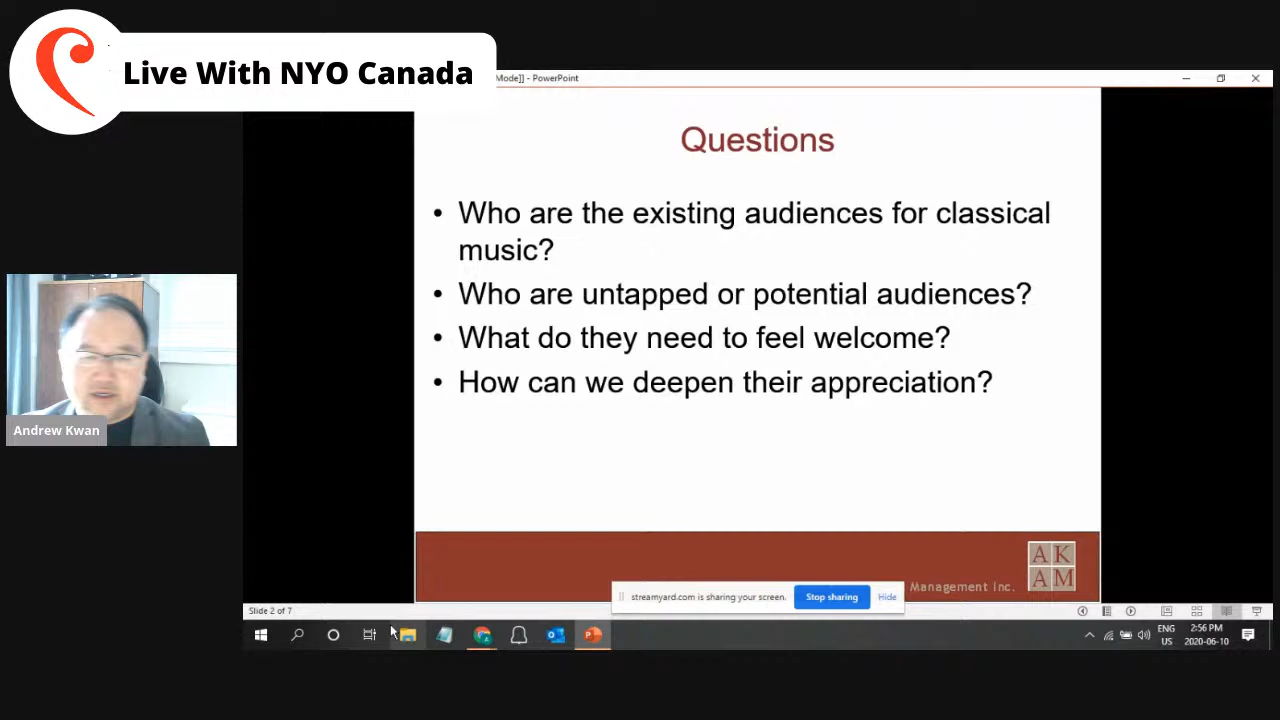 Live With NYO Canada
Mode]] - PowerPoint
Questions
• Who are the existing audiences for classical
music?
• Who are untapped or potential audiences?
• What do they need to feel welcome?
• How can we deepen their appreciation?
Andrew Kwan
AK
AM
Management Inc.
streamyard.com is sharing your screen.
Stop sharing
Hide
Slide 2 of 7
ENG
US
2:56 PM
2020-06-10